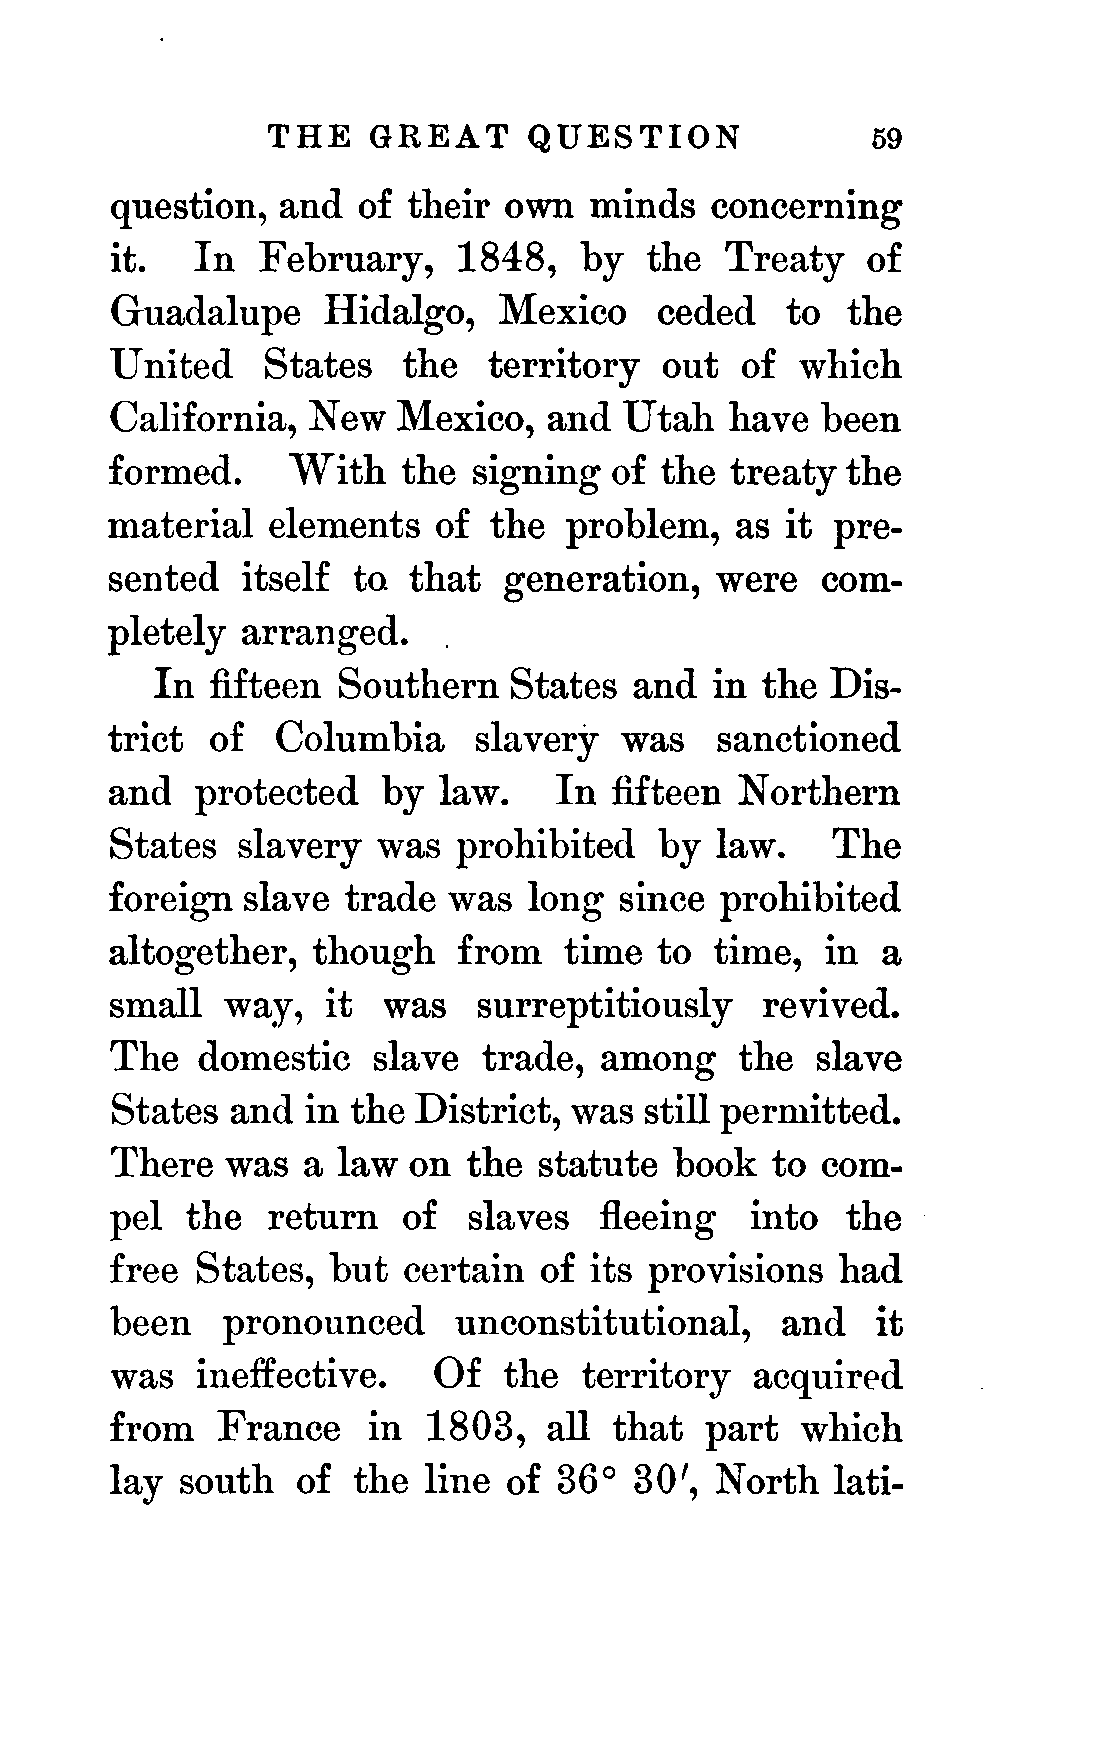 THE GREAT QUESTION 59
question, and of their own minds concerning
it. In February, 1848, by the Treaty of
Guadalupe Hidalgo, Mexico ceded to the
United States the territory out of which
California, New Mexico, and Utah have been
formed. With the signing of the treaty the
material elements of the problem, as it pre-
sented itself to that generation, were com-
pletely arranged.
In fifteen Southern States and in the Dis-
trict of Columbia slavery was sanctioned
and protected by law. In fifteen Northern
States slavery was prohibited by law. The
foreign slave trade was long since prohibited
altogether, though from time to time, in a
small way, it was surreptitiously revived.
The domestic slave trade, among the slave
States and in the District, was still permitted.
There was a law on the statute book to com-
pel the return of slaves fleeing into the
free States, but certain of its provisions had
been pronounced unconstitutional, and it
was ineffective. Of the territory acquired
from France in 1803, all that part which
lay south of the line of 36° 30′, North lati-